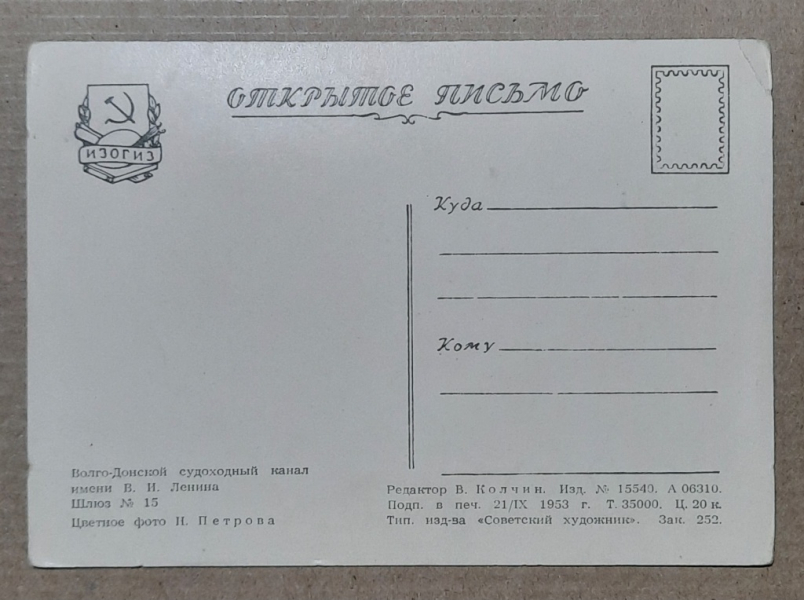 ОТКРЫТОЕ ПИСЬМО
ИЗОГИЗ
Куда
Кому
Волго-Донской судоходный канал
имени В. И. Ленина
Шлюз № 15
Цветное фото И. Петрова
Редактор В. Колчин. Изд. № 15540. А 06310.
Подп. в печ. 21/IX 1953 г. Т. 35000. Ц. 20 к.
Тип. изд-ва «Советский художник». Зак. 252.